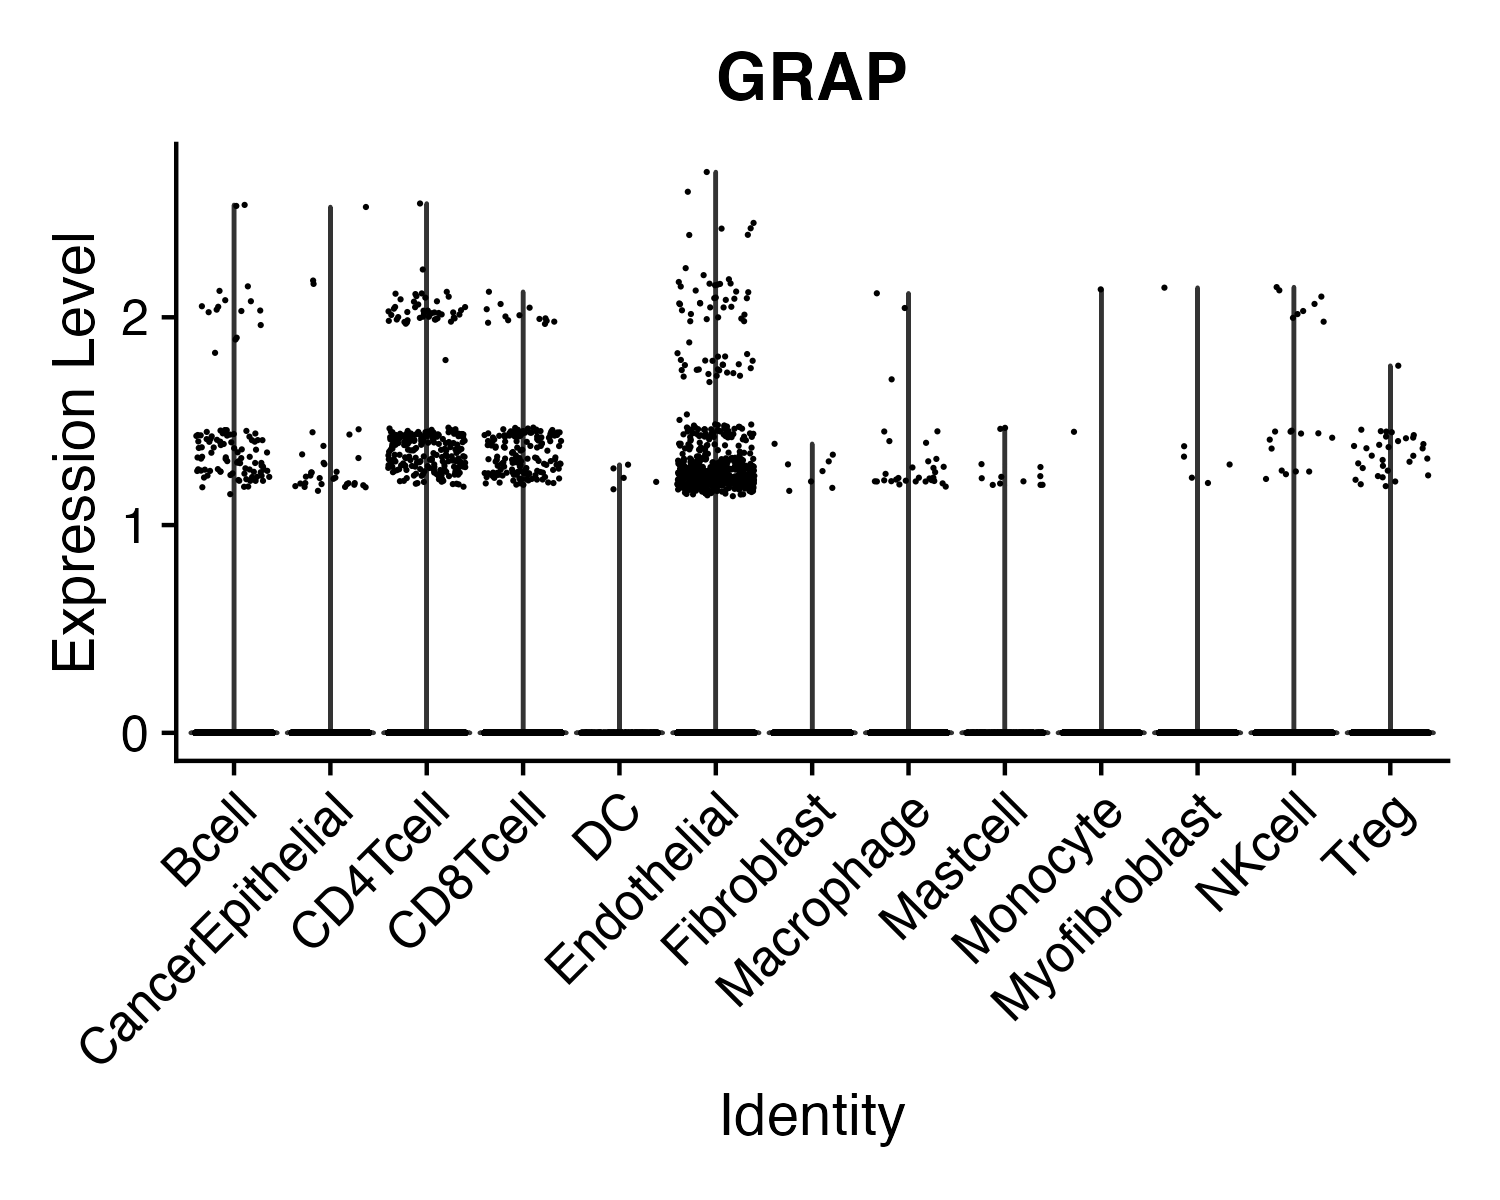 GRAP
Expression Level
2
1
0
Bcell
CancerEpithelial
CD4Tcell
CD8Tcell
DC
Endothelial
Fibroblast
Macrophage
Mastcell
Monocyte
Myofibroblast
NKcell
Treg
Identity